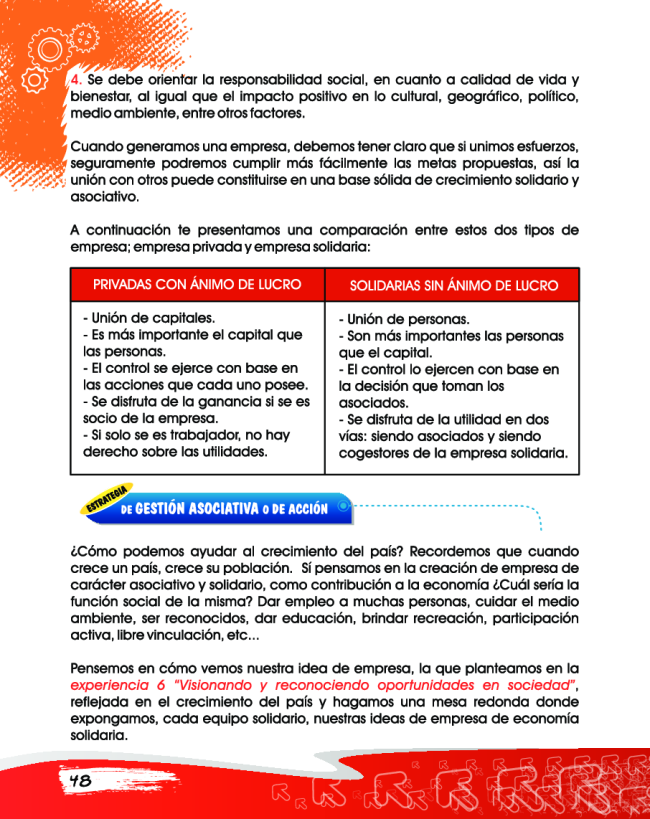 4. Se debe orientar la responsabilidad social, en cuanto a calidad de vida y
bienestar, al igual que el impacto positivo en lo cultural, geográfico, político,
medio ambiente, entre otros factores.
Cuando generamos una empresa, debemos tener claro que si unimos esfuerzos,
seguramente podremos cumplir más fácilmente las metas propuestas, así la
unión con otros puede constituirse en una base sólida de crecimiento solidario y
asociativo.
A continuación te presentamos una comparación entre estos dos tipos de
empresa; empresa privada y empresa solidaria:
PRIVADAS CON ÁNIMO DE LUCRO
- Unión de capitales.
- Es más importante el capital que
las personas.
- El control se ejerce con base en
las acciones que cada uno posee.
- Se disfruta de la ganancia si se es
socio de la empresa.
- Si solo se es trabajador, no hay
derecho sobre las utilidades.
SOLIDARIAS SIN ÁNIMO DE LUCRO
- Unión de personas.
- Son más importantes las personas
que el capital.
- El control lo ejercen con base en
la decisión que toman los
asociados.
- Se disfruta de la utilidad en dos
vías: siendo asociados y siendo
cogestores de la empresa solidaria.
ESTRATEGIA
DE GESTIÓN ASOCIATIVA O DE ACCIÓN
¿Cómo podemos ayudar al crecimiento del país? Recordemos que cuando
crece un país, crece su población. Sí pensamos en la creación de empresa de
carácter asociativo y solidario, como contribución a la economía ¿Cuál sería la
función social de la misma? Dar empleo a muchas personas, cuidar el medio
ambiente, ser reconocidos, dar educación, brindar recreación, participación
activa, libre vinculación, etc...
Pensemos en cómo vemos nuestra idea de empresa, la que planteamos en la
experiencia 6 "Visionando y reconociendo oportunidades en sociedad",
reflejada en el crecimiento del país y hagamos una mesa redonda donde
expongamos, cada equipo solidario, nuestras ideas de empresa de economía
solidaria.
48